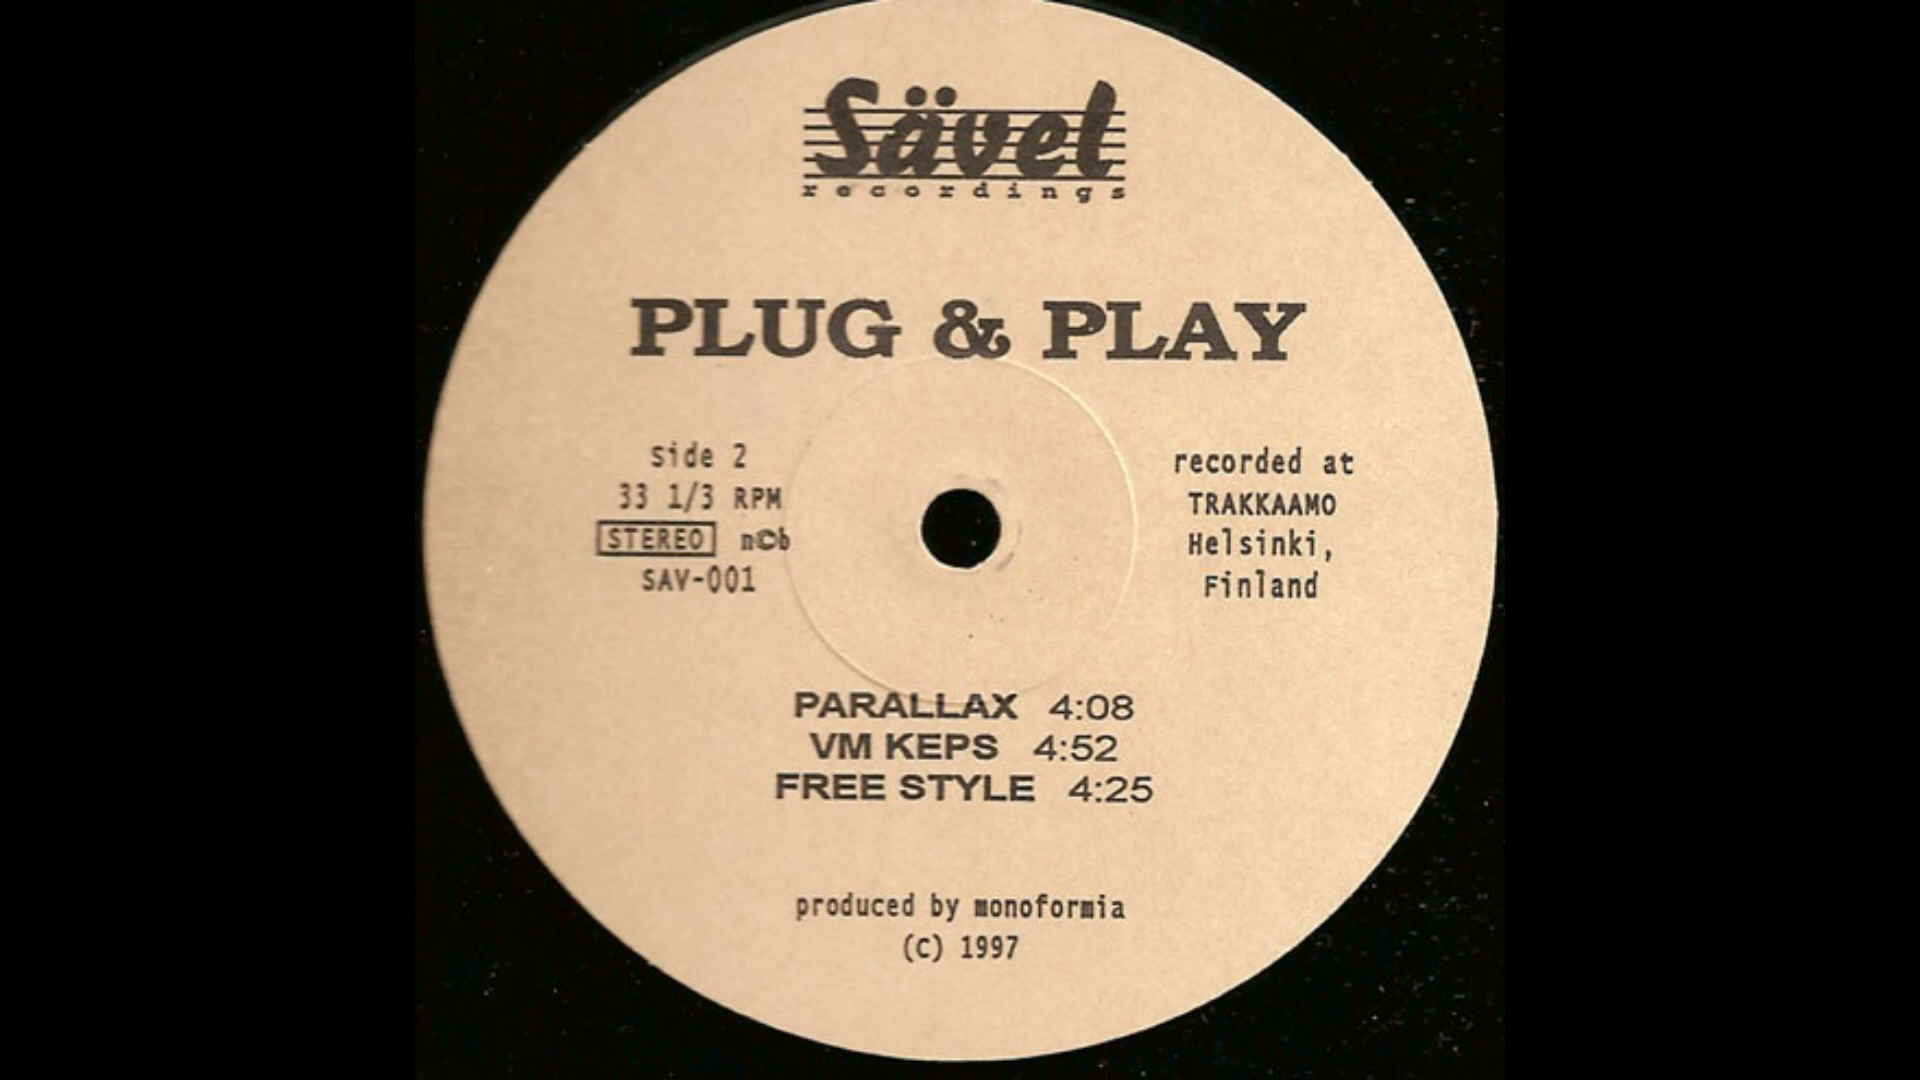 Sävel
recordings
PLUG & PLAY
Side 2
33 1/3 RPM
STEREO n©b
SAV-001
recorded at
TRAKKAAMO
Helsinki,
Finland
PARALLAX 4:08
VM KEPS 4:52
FREE STYLE 4:25
produced by monoformia
(C) 1997